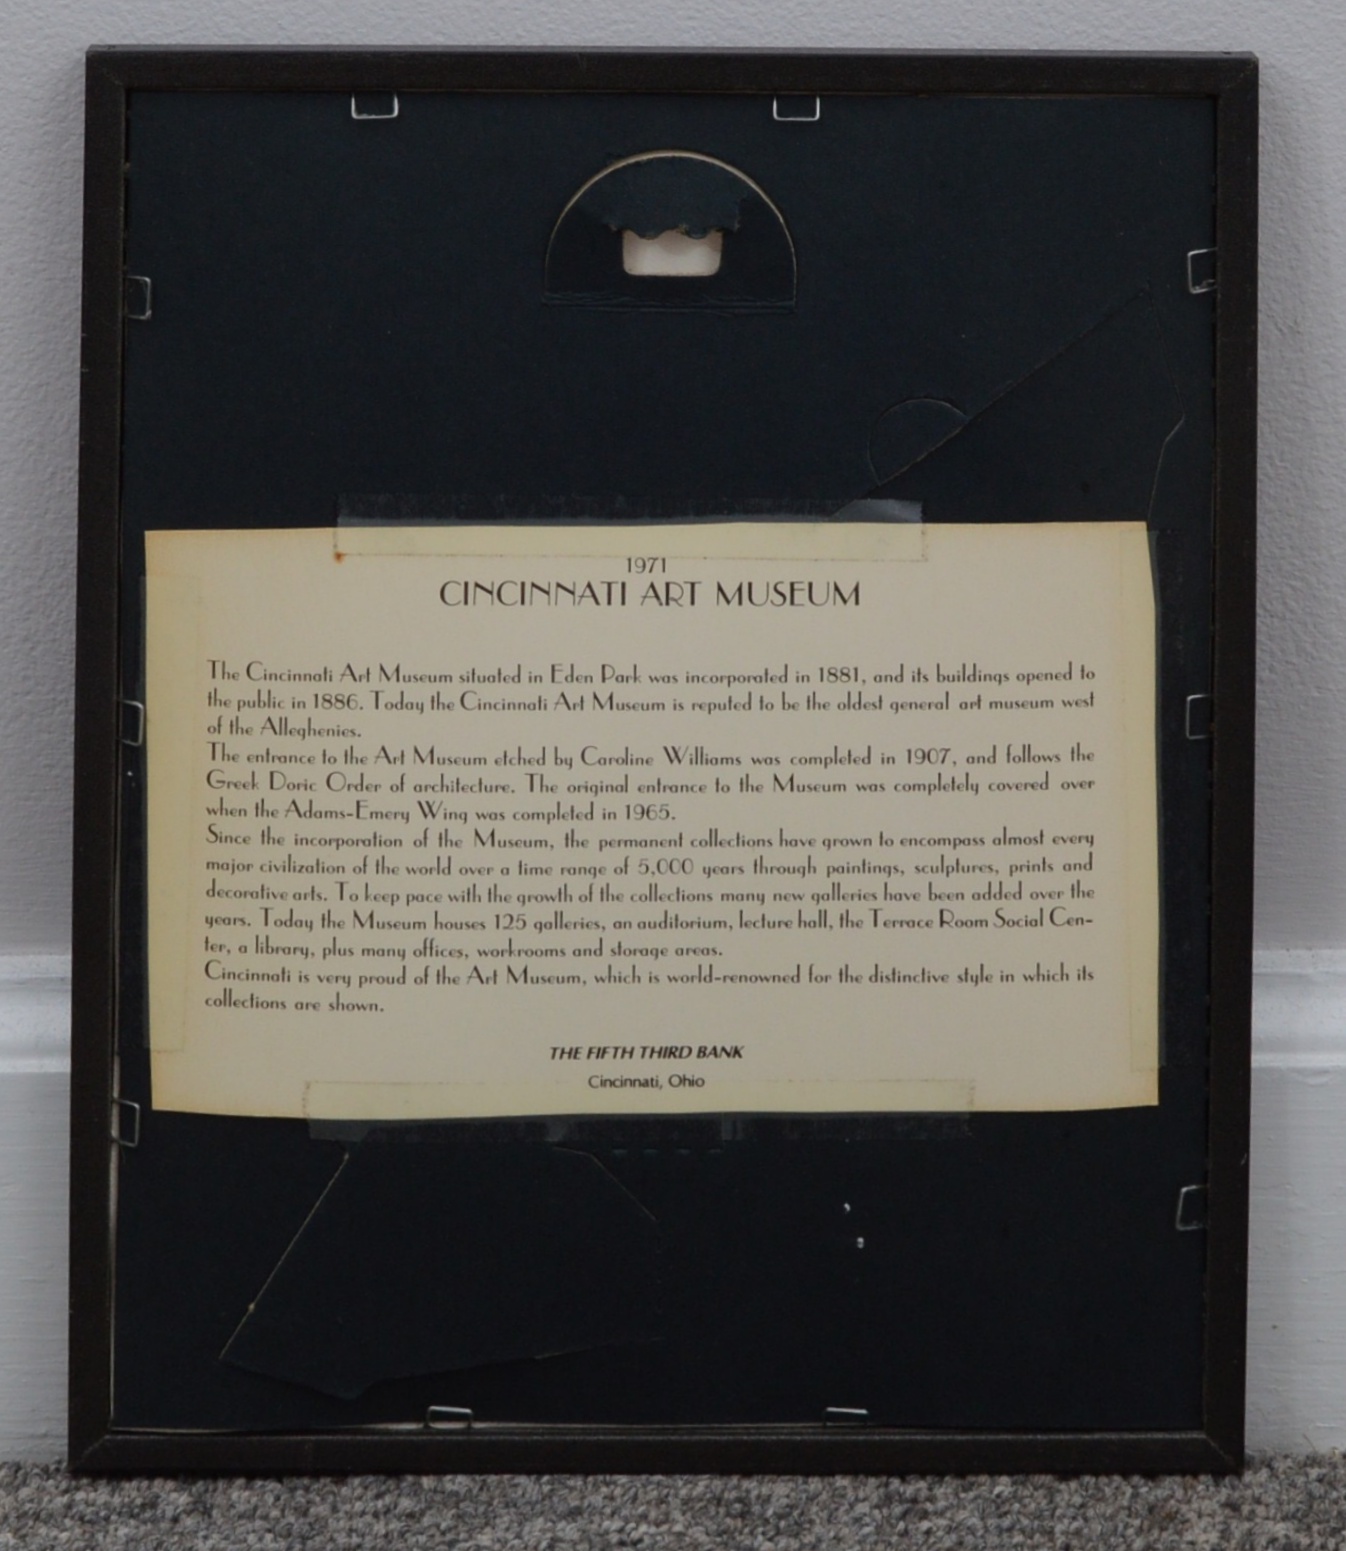 1971
CINCINNATI ART MUSEUM
The Cincinnati Art Museum situated in Eden Park was incorporated in 1881, and its buildings opened to
the public in 1886. Today the Cincinnati Art Museum is reputed to be the oldest general art museum west
of the Alleghenies.
The entrance to the Art Museum etched by Caroline Williams was completed in 1907, and follows the
Greek Doric Order of architecture. The original entrance to the Museum was completely covered over
when the Adams-Emery Wing was completed in 1965.
Since the incorporation of the Museum, the permanent collections have grown to encompass almost every
major civilization of the world over a time range of 5,000 years through paintings, sculptures, prints and
decorative arts. To keep pace with the growth of the collections many new galleries have been added over the
years. Today the Museum houses 125 galleries, an auditorium, lecture hall, the Terrace Room Social Cen-
ter, a library, plus many offices, workrooms and storage areas.
Cincinnati is very proud of the Art Museum, which is world-renowned for the distinctive style in which its
collections are shown.
THE FIFTH THIRD BANK
Cincinnati, Ohio